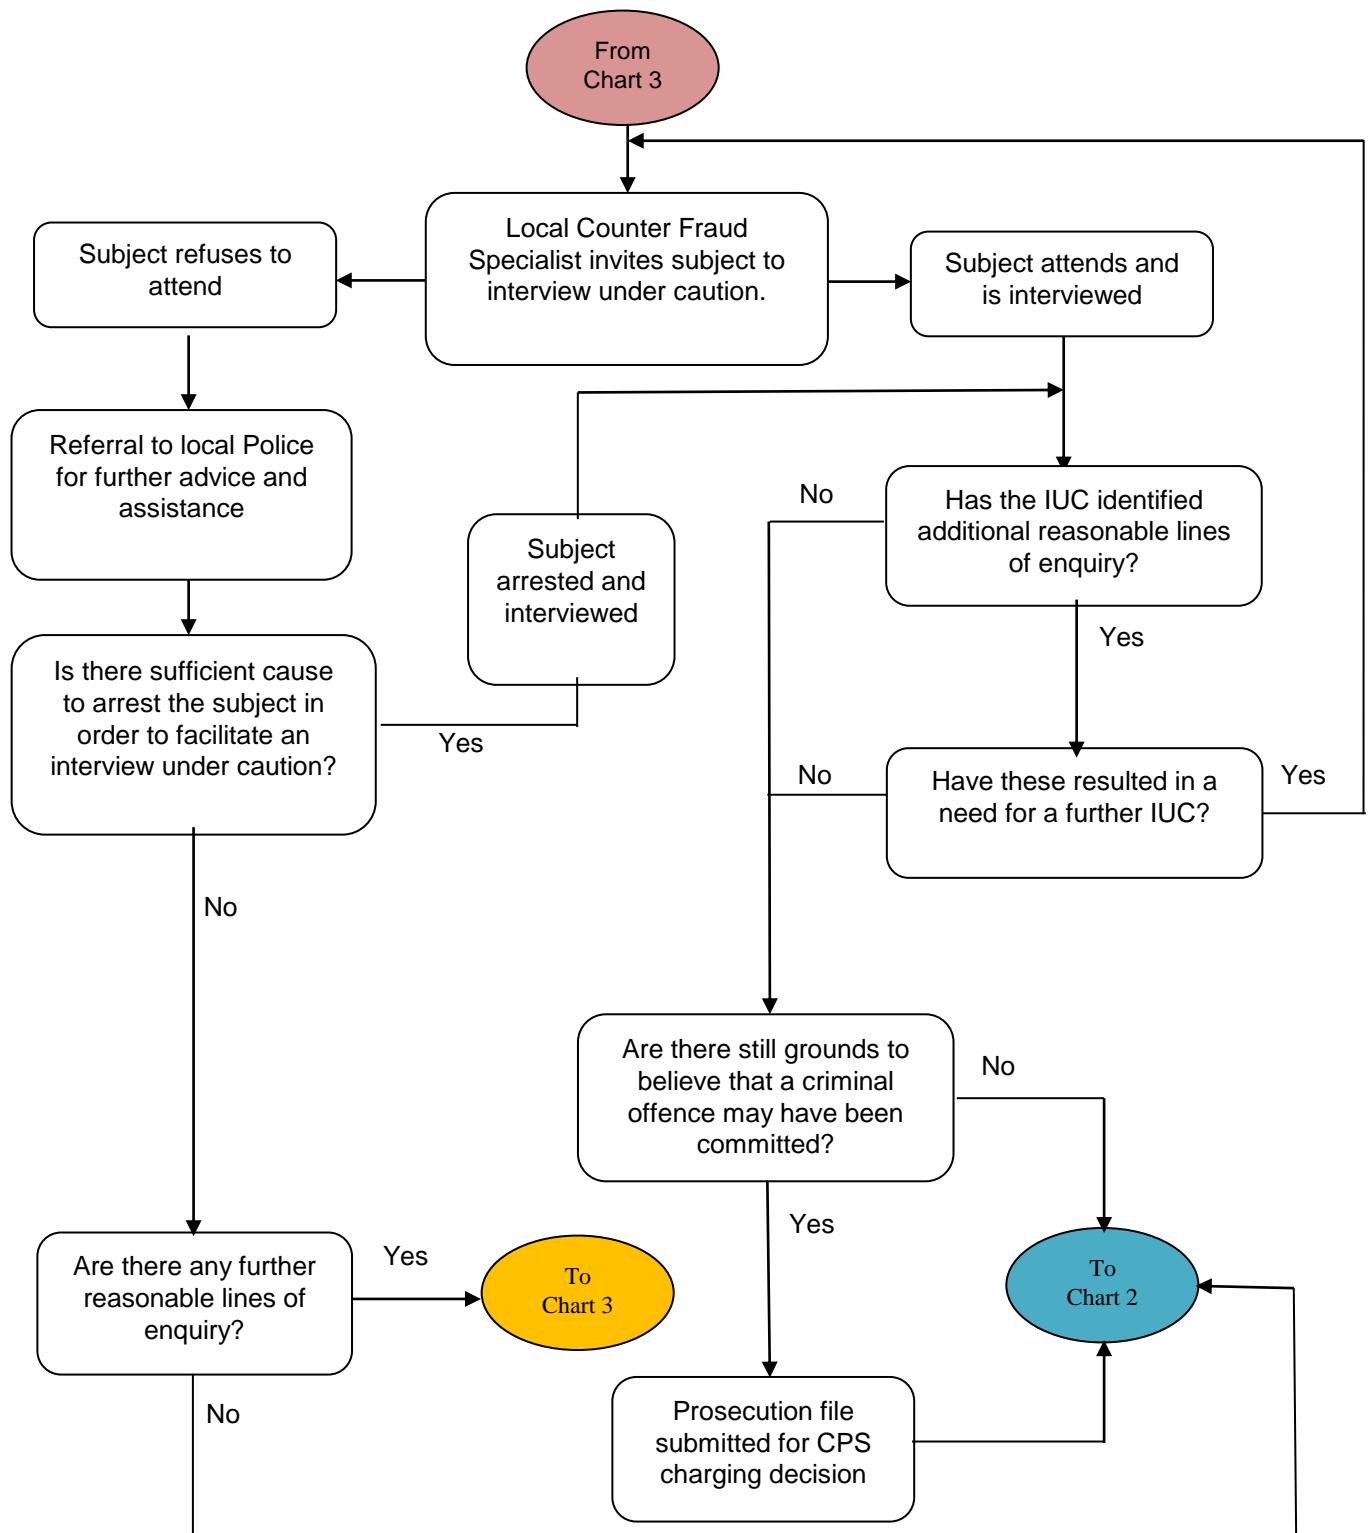 From
Chart 3
Local Counter Fraud
Specialist invites subject to
interview under caution.
Subject refuses to
attend
Subject attends and
is interviewed
Referral to local Police
for further advice and
assistance
Subject
arrested and
interviewed
No
Has the IUC identified
additional reasonable lines
of enquiry?
Yes
Is there sufficient cause
to arrest the subject in
order to facilitate an
interview under caution?
Yes
No
Have these resulted in a
need for a further IUC?
Yes
No
Are there still grounds to
believe that a criminal
offence may have been
committed?
No
Yes
Are there any further
reasonable lines of
enquiry?
Yes
To
Chart 3
To
Chart 2
No
Prosecution file
submitted for CPS
charging decision